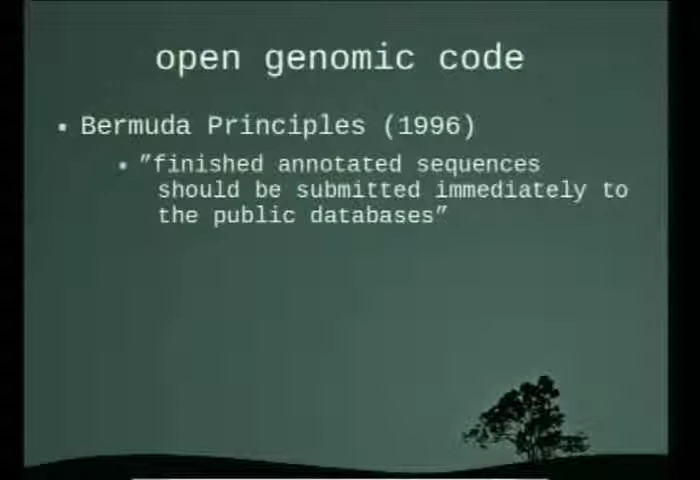 open genomic code
▪ Bermuda Principles (1996)
▪ ”finished annotated sequences
should be submitted immediately to
the public databases”